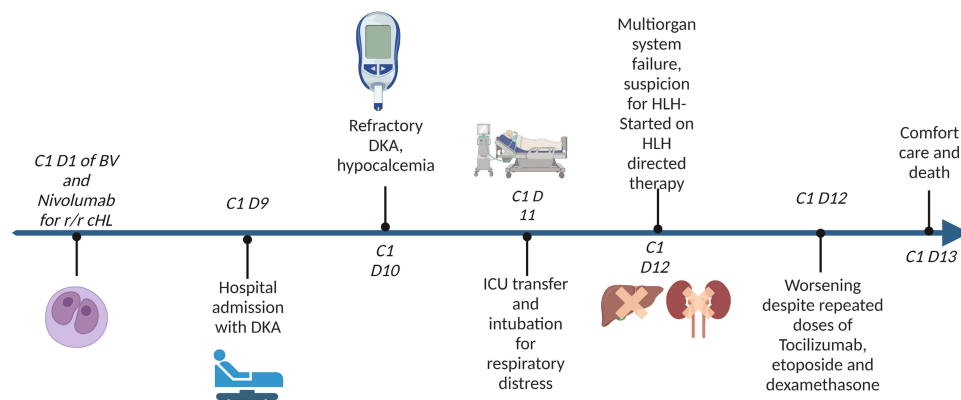 C1 D1 of BV
and
Nivolumab
for r/r cHL
C1 D9
Hospital
admission
with DKA
Refractory
DKA,
hypocalcemia
C1
D10
C1 D
11
ICU transfer
and
intubation
for
respiratory
distress
Multiorgan
system
failure,
suspicion
for HLH-
Started on
HLH
directed
therapy
C1
D12
C1 D12
Worsening
despite repeated
doses of
Tocilizumab,
etoposide and
dexamethasone
Comfort
care and
death
C1 D13